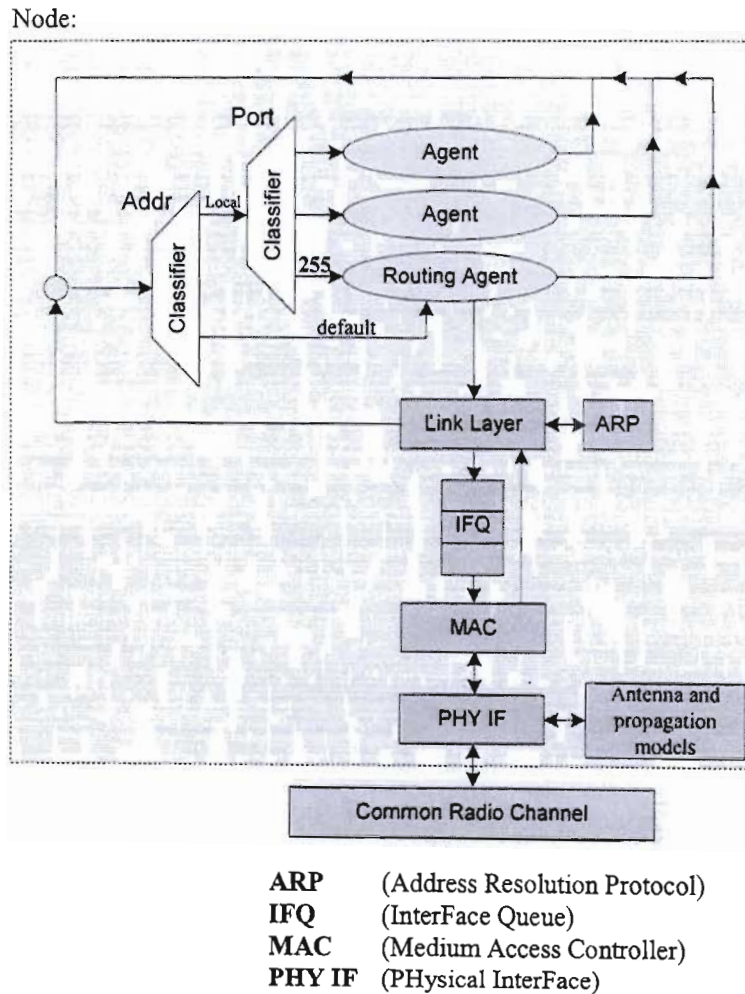 Node:
Port
Agent
Addr
Local
Classifier
Agent
Classifier
255
Routing Agent
default
Link Layer
ARP
IFQ
MAC
PHY IF
Antenna and
propagation
models
Common Radio Channel
ARP (Address Resolution Protocol)
IFQ (InterFace Queue)
MAC (Medium Access Controller)
PHY IF (PHysical InterFace)